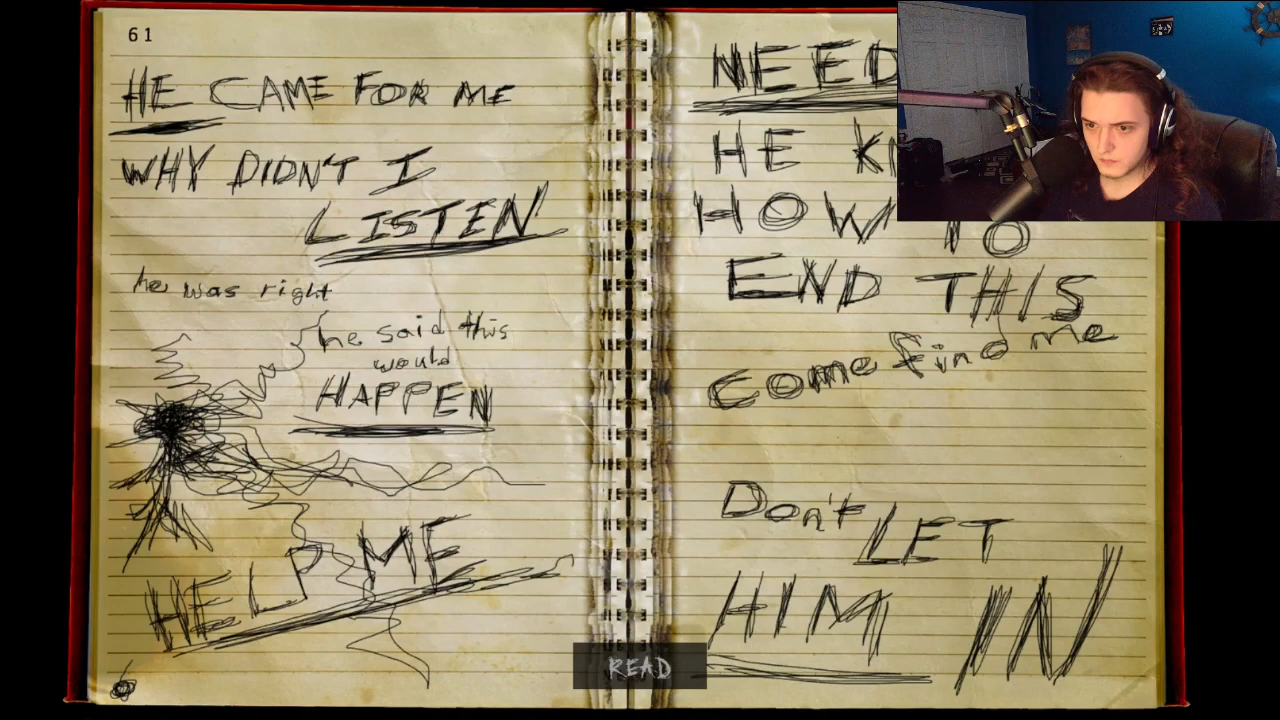 61
HE CAME FOR ME
WHY DIDN'T I
LISTEN
he was right
he said this
would
HAPPEN
HELP ME
NEED
HE
HOW TO
END THIS
come find me
Don't LET
HIM IN
READ